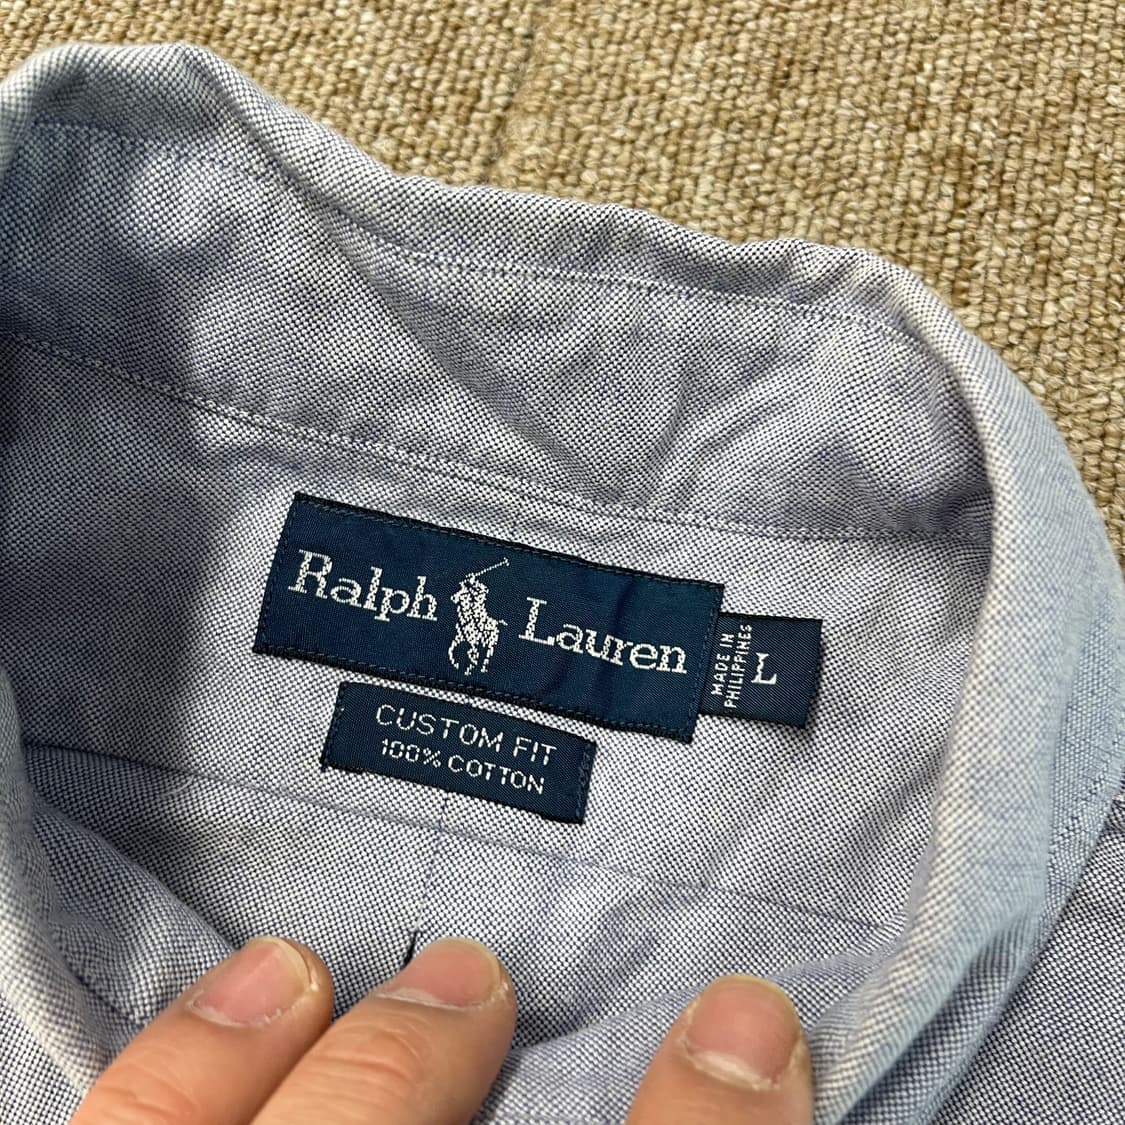 Ralph Lauren
MADE IN
PHILIPPINES
L
CUSTOM FIT
100% COTTON